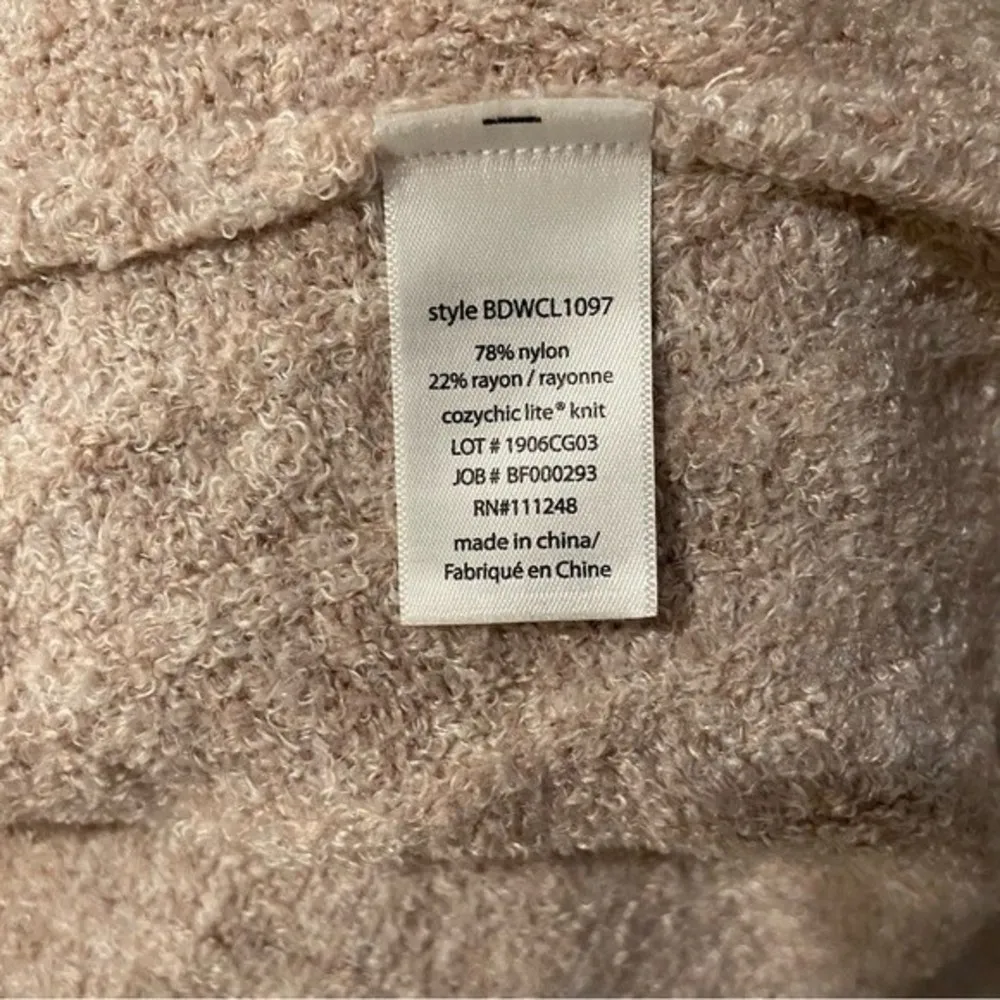 style BDWCL1097
78% nylon
22% rayon / rayonne
cozychic lite® knit
LOT # 1906CG03
JOB # BF000293
RN#111248
made in china/
Fabriqué en Chine